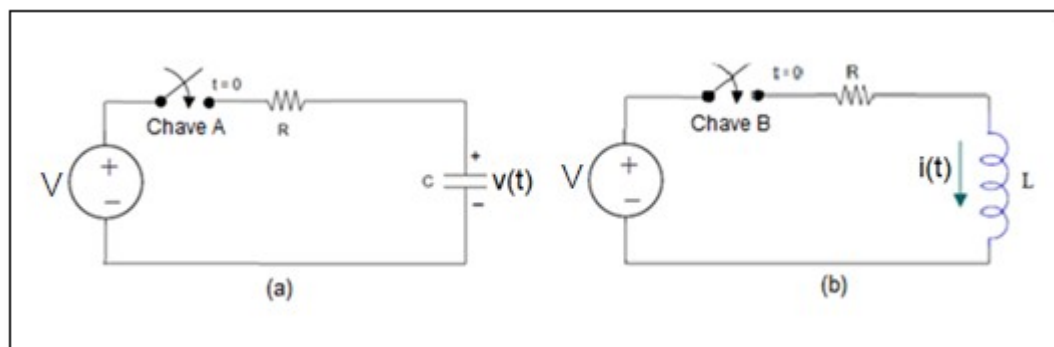 t = 0
Chave A
R
V
+
−
C
+
−
v(t)
(a)
t=0
R
Chave B
V
+
−
i(t)
L
(b)